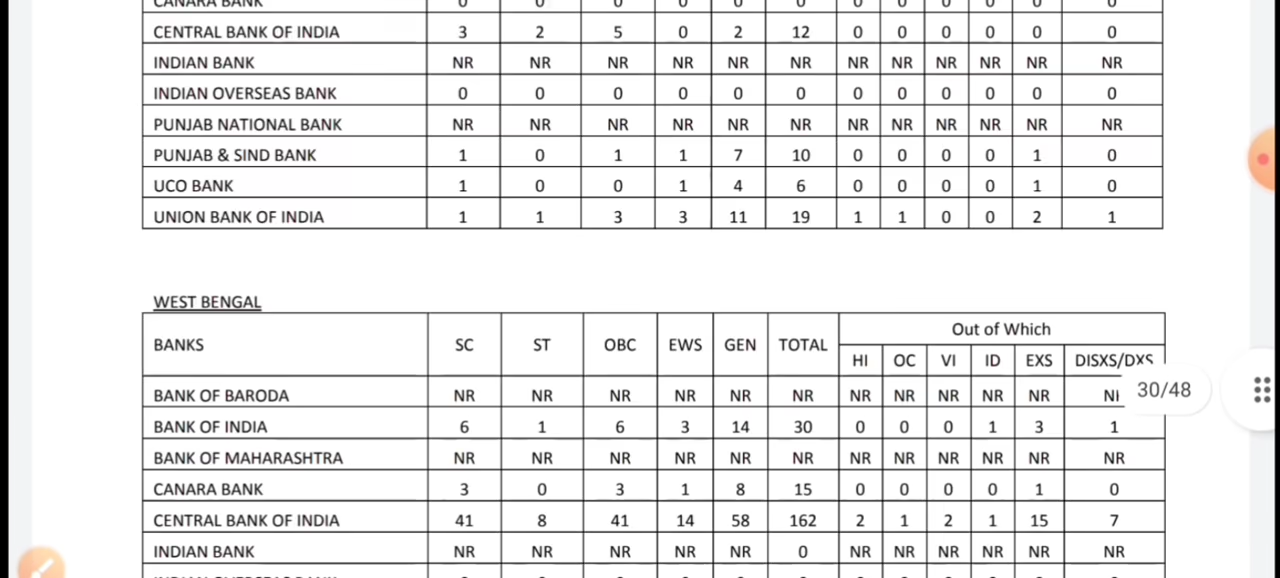 CANARA BANK 0 0 0 0 0 0 0 0 0 0 0 0
CENTRAL BANK OF INDIA 3 2 5 0 2 12 0 0 0 0 0 0
INDIAN BANK NR NR NR NR NR NR NR NR NR NR NR NR
INDIAN OVERSEAS BANK 0 0 0 0 0 0 0 0 0 0 0 0
PUNJAB NATIONAL BANK NR NR NR NR NR NR NR NR NR NR NR NR
PUNJAB & SIND BANK 1 0 1 1 7 10 0 0 0 0 1 0
UCO BANK 1 0 0 1 4 6 0 0 0 0 1 0
UNION BANK OF INDIA 1 1 3 3 11 19 1 1 0 0 2 1
WEST BENGAL
BANKS SC ST OBC EWS GEN TOTAL Out of Which
HI OC VI ID EXS DISXS/DXS
30/48
BANK OF BARODA NR NR NR NR NR NR NR NR NR NR NR
BANK OF INDIA 6 1 6 3 14 30 0 0 0 1 3 1
BANK OF MAHARASHTRA NR NR NR NR NR NR NR NR NR NR NR NR
CANARA BANK 3 0 3 1 8 15 0 0 0 0 1 0
CENTRAL BANK OF INDIA 41 8 41 14 58 162 2 1 2 1 15 7
INDIAN BANK NR NR NR NR NR 0 NR NR NR NR NR NR